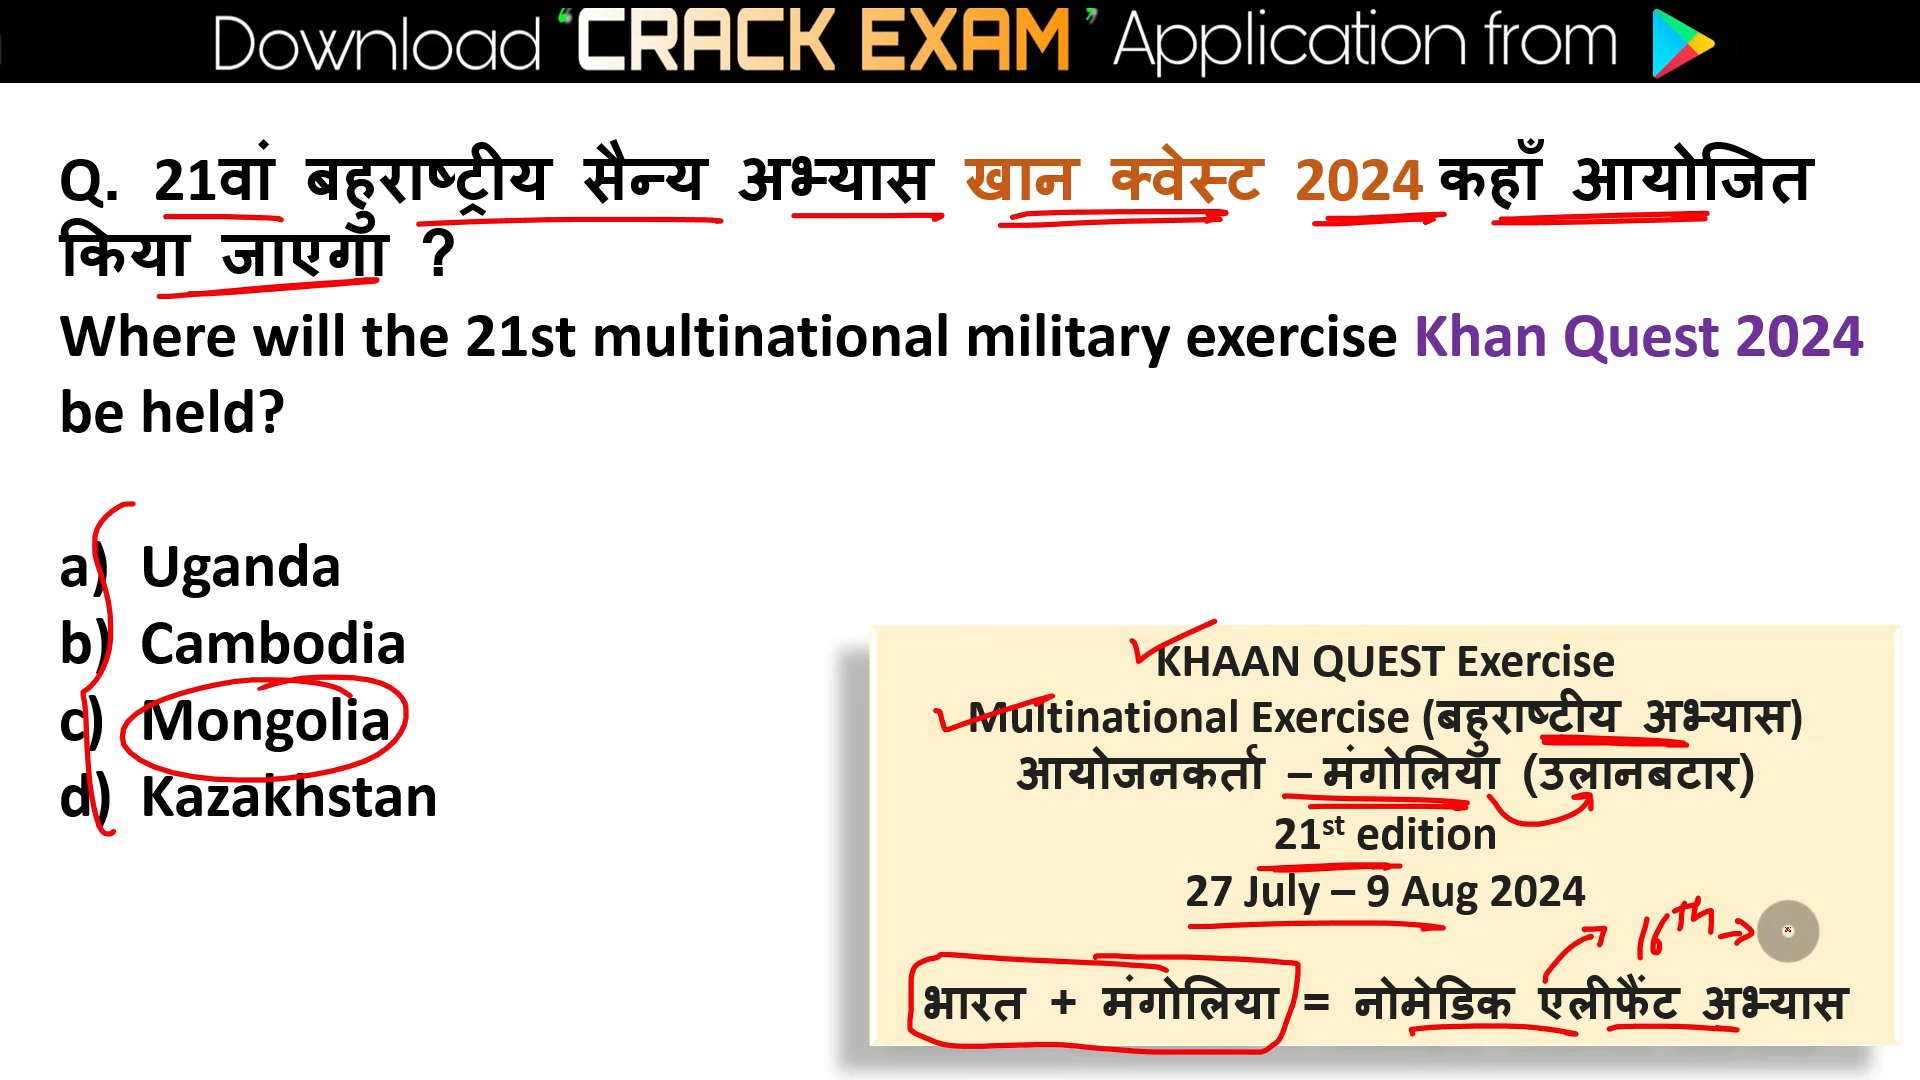 Download ‘CRACK EXAM’ Application from
Q. 21वां बहुराष्ट्रीय सैन्य अभ्यास खान क्वेस्ट 2024 कहाँ आयोजित
किया जाएगा ?
Where will the 21st multinational military exercise Khan Quest 2024
be held?
a) Uganda
b) Cambodia
c) Mongolia
d) Kazakhstan
KHAAN QUEST Exercise
Multinational Exercise (बहुराष्टीय अभ्यास)
आयोजनकर्ता – मंगोलिया (उलानबटार)
21st edition
27 July – 9 Aug 2024
16th
भारत + मंगोलिया = नोमेडिक एलीफैंट अभ्यास